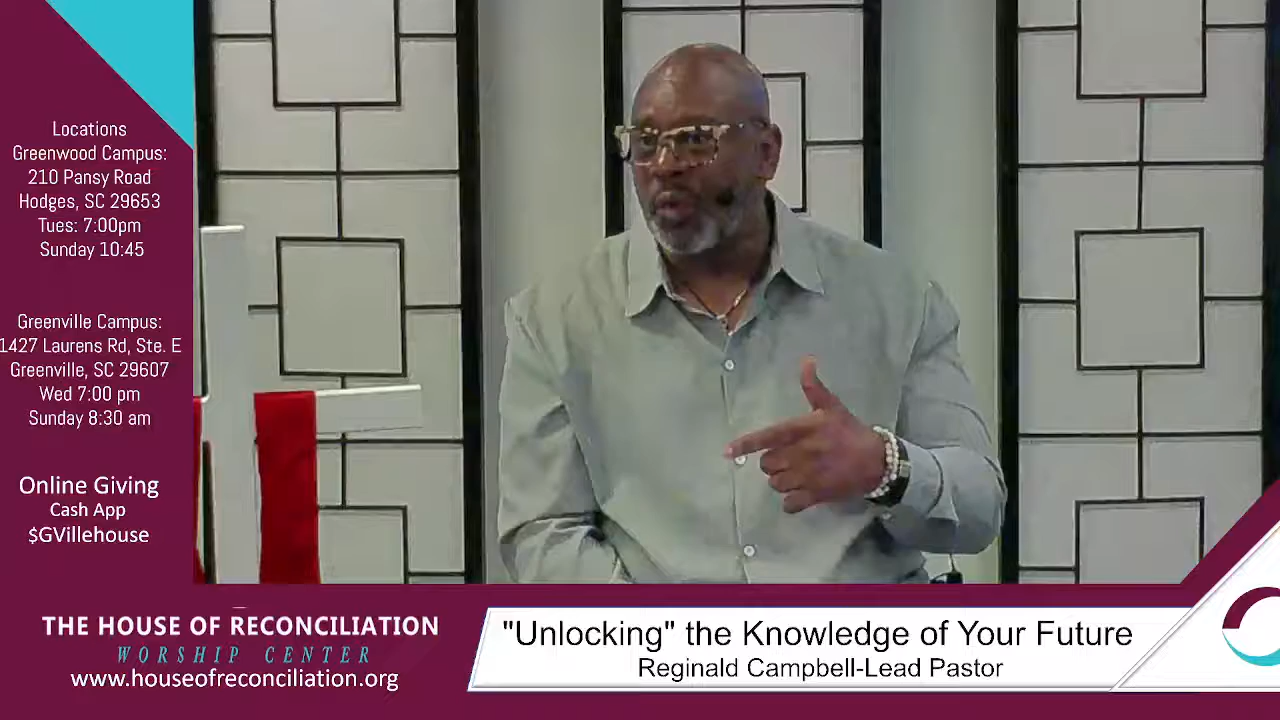 Locations
Greenwood Campus:
210 Pansy Road
Hodges, SC 29653
Tues: 7:00pm
Sunday 10:45
Greenville Campus:
1427 Laurens Rd, Ste. E
Greenville, SC 29607
Wed 7:00 pm
Sunday 8:30 am
Online Giving
Cash App
$GVillehouse
THE HOUSE OF RECONCILIATION
WORSHIP CENTER
www.houseofreconciliation.org
"Unlocking" the Knowledge of Your Future
Reginald Campbell-Lead Pastor